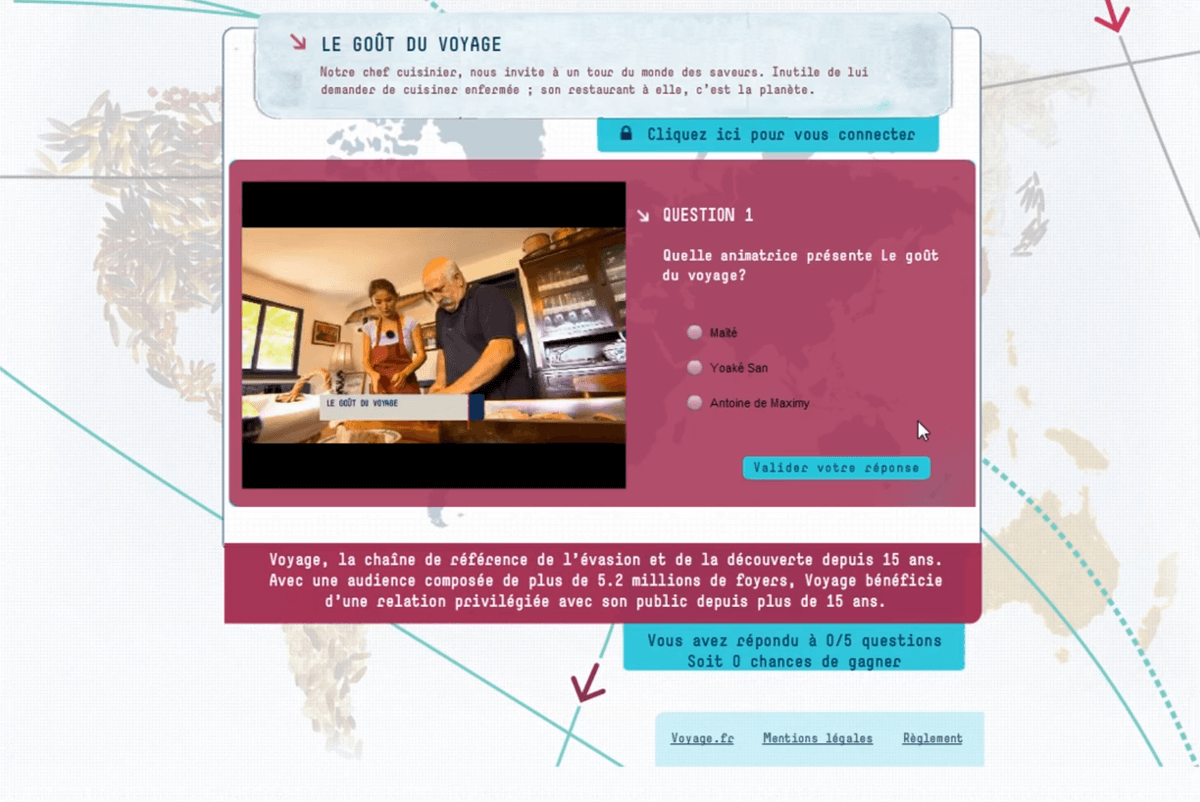 LE GOÛT DU VOYAGE
Notre chef cuisinier, nous invite à un tour du monde des saveurs. Inutile de lui
demander de cuisiner enfermée ; son restaurant à elle, c'est la planète.
Cliquez ici pour vous connecter
LE GOÛT DU VOYAGE
QUESTION 1
Quelle animatrice présente Le goût
du voyage?
Maïté
Yoaké San
Antoine de Maximy
Valider votre réponse
Voyage, la chaîne de référence de l'évasion et de la découverte depuis 15 ans.
Avec une audience composée de plus de 5.2 millions de foyers, Voyage bénéficie
d'une relation privilégiée avec son public depuis plus de 15 ans.
Vous avez répondu à 0/5 questions
Soit 0 chances de gagner
Voyage.fr Mentions légales Règlement